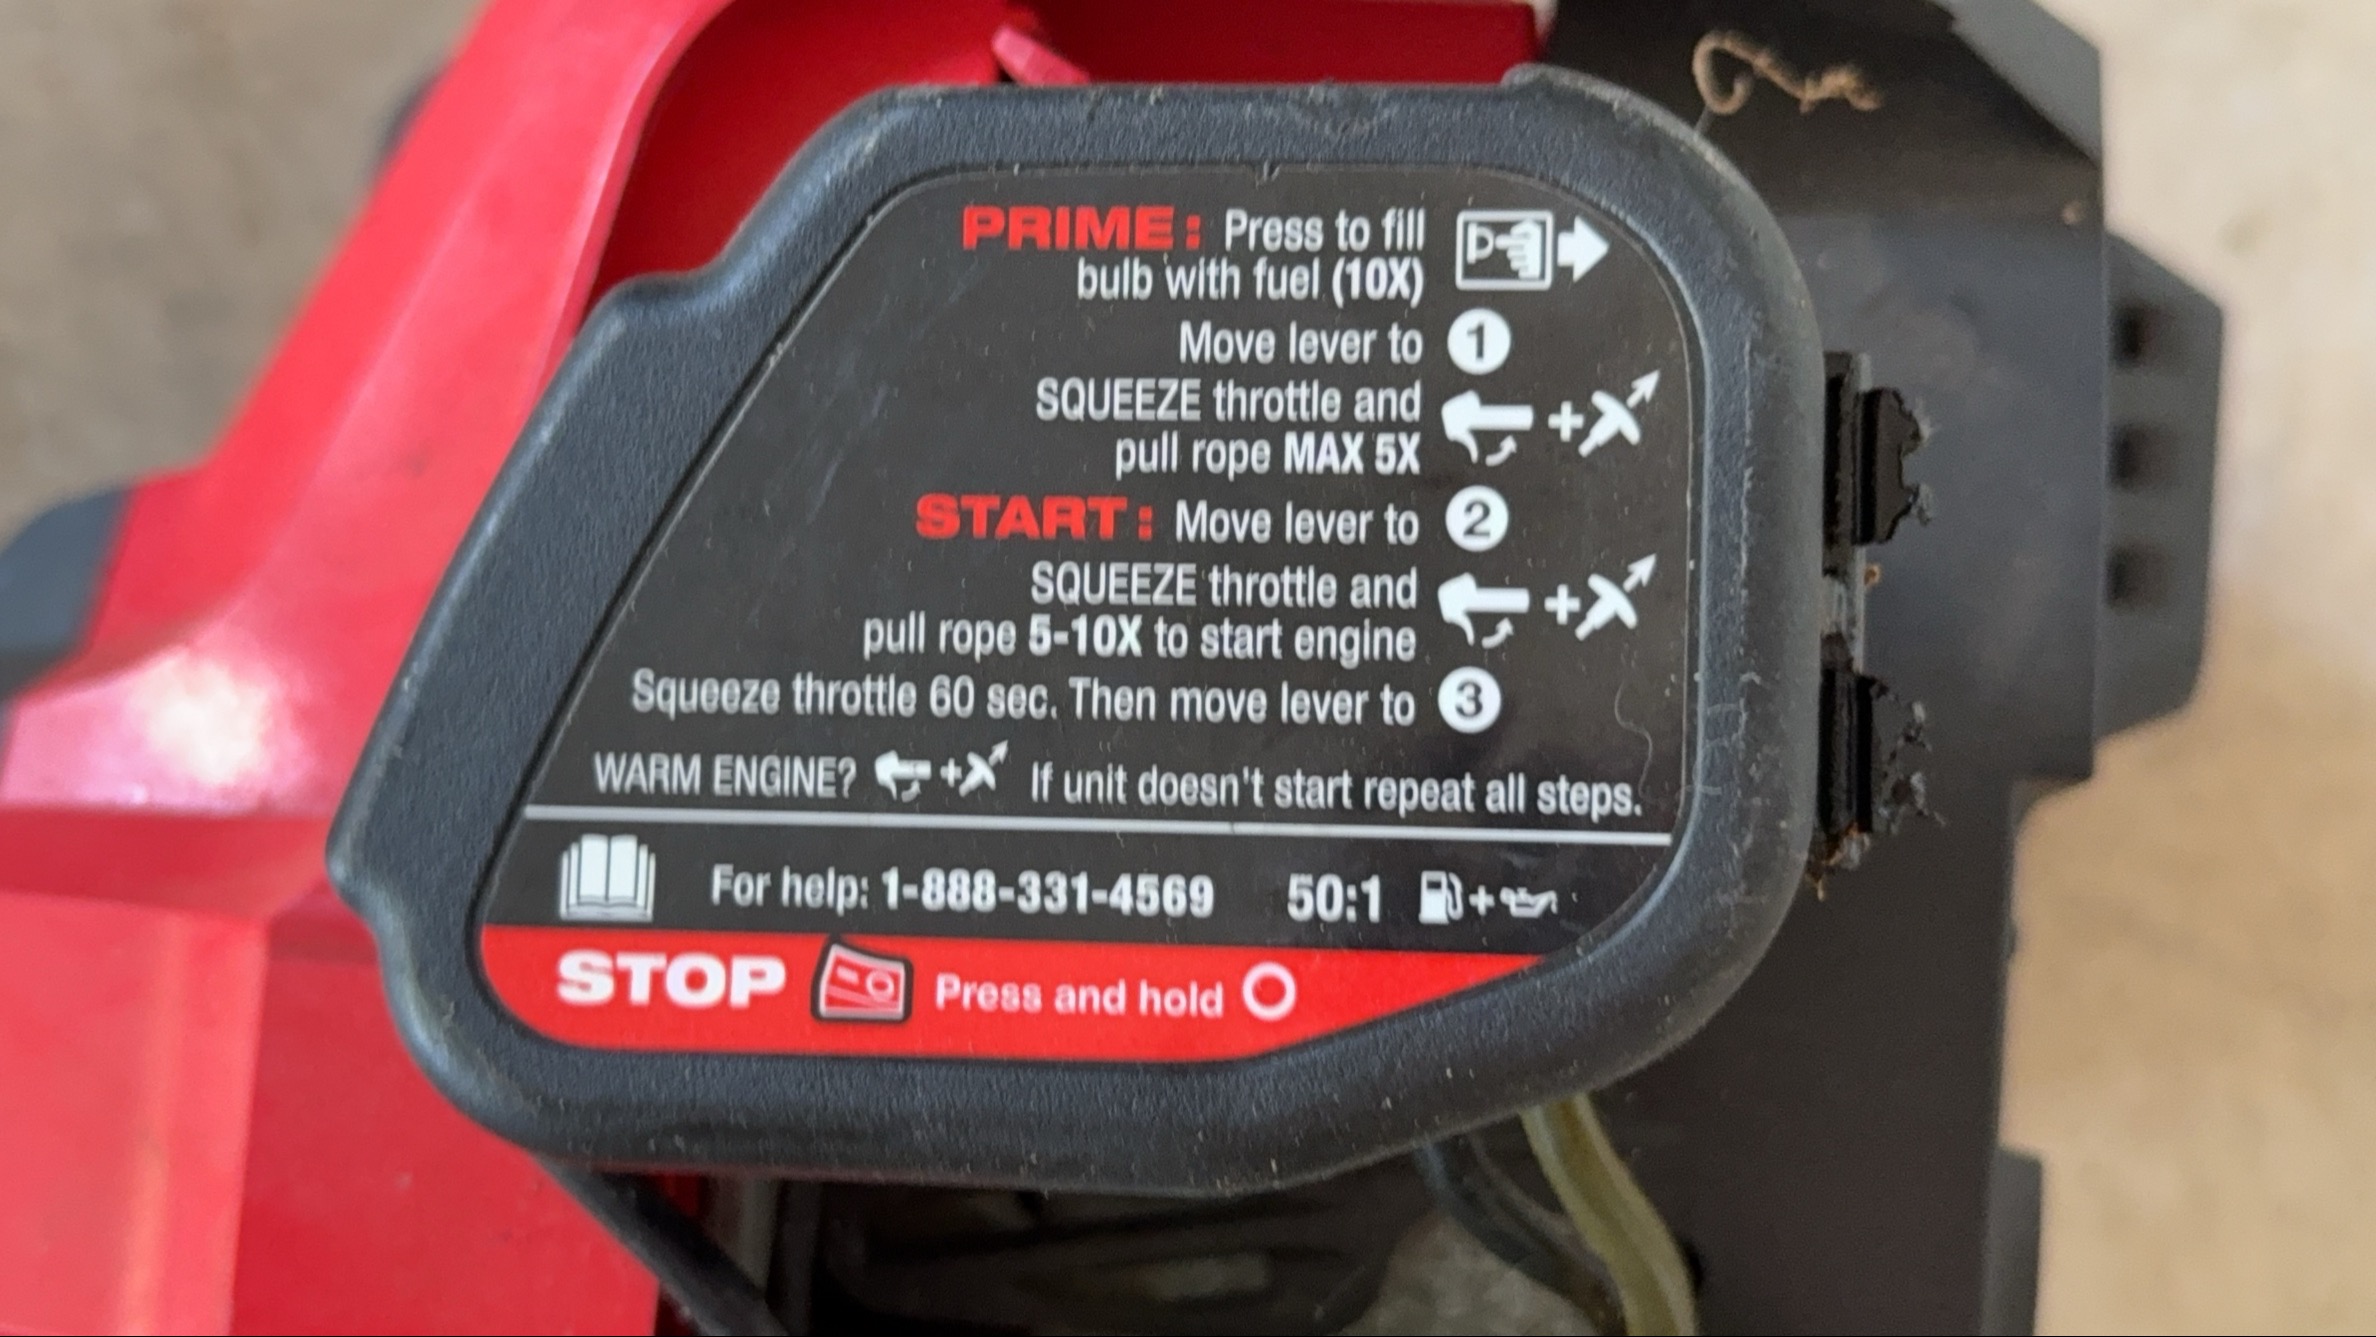 PRIME: Press to fill
bulb with fuel (10X)
Move lever to 1
SQUEEZE throttle and
pull rope MAX 5X
START: Move lever to 2
SQUEEZE throttle and
pull rope 5-10X to start engine
Squeeze throttle 60 sec. Then move lever to 3
WARM ENGINE? + If unit doesn't start repeat all steps.
For help: 1-888-331-4569 50:1 +
STOP Press and hold O